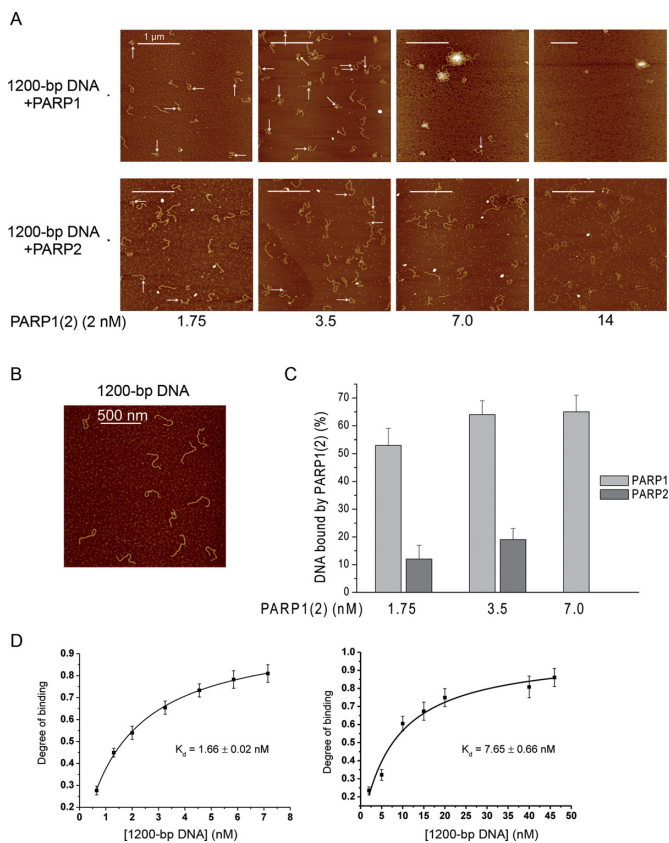 A
1 µm
1200-bp DNA
+PARP1
1200-bp DNA
+PARP2
PARP1(2) (2 nM) 1.75 3.5 7.0 14
B
1200-bp DNA
500 nm
C
DNA bound by PARP1(2) (%)
70
60
50
40
30
20
10
0
PARP1
PARP2
PARP1(2) (nM) 1.75 3.5 7.0
D
Degree of binding
0.9
0.8
0.7
0.6
0.5
0.4
0.3
0.2
Kd = 1.66 ± 0.02 nM
0 1 2 3 4 5 6 7 8
[1200-bp DNA] (nM)
Degree of binding
1.0
0.9
0.8
0.7
0.6
0.5
0.4
0.3
0.2
Kd = 7.65 ± 0.66 nM
0 5 10 15 20 25 30 35 40 45 50
[1200-bp DNA] (nM)